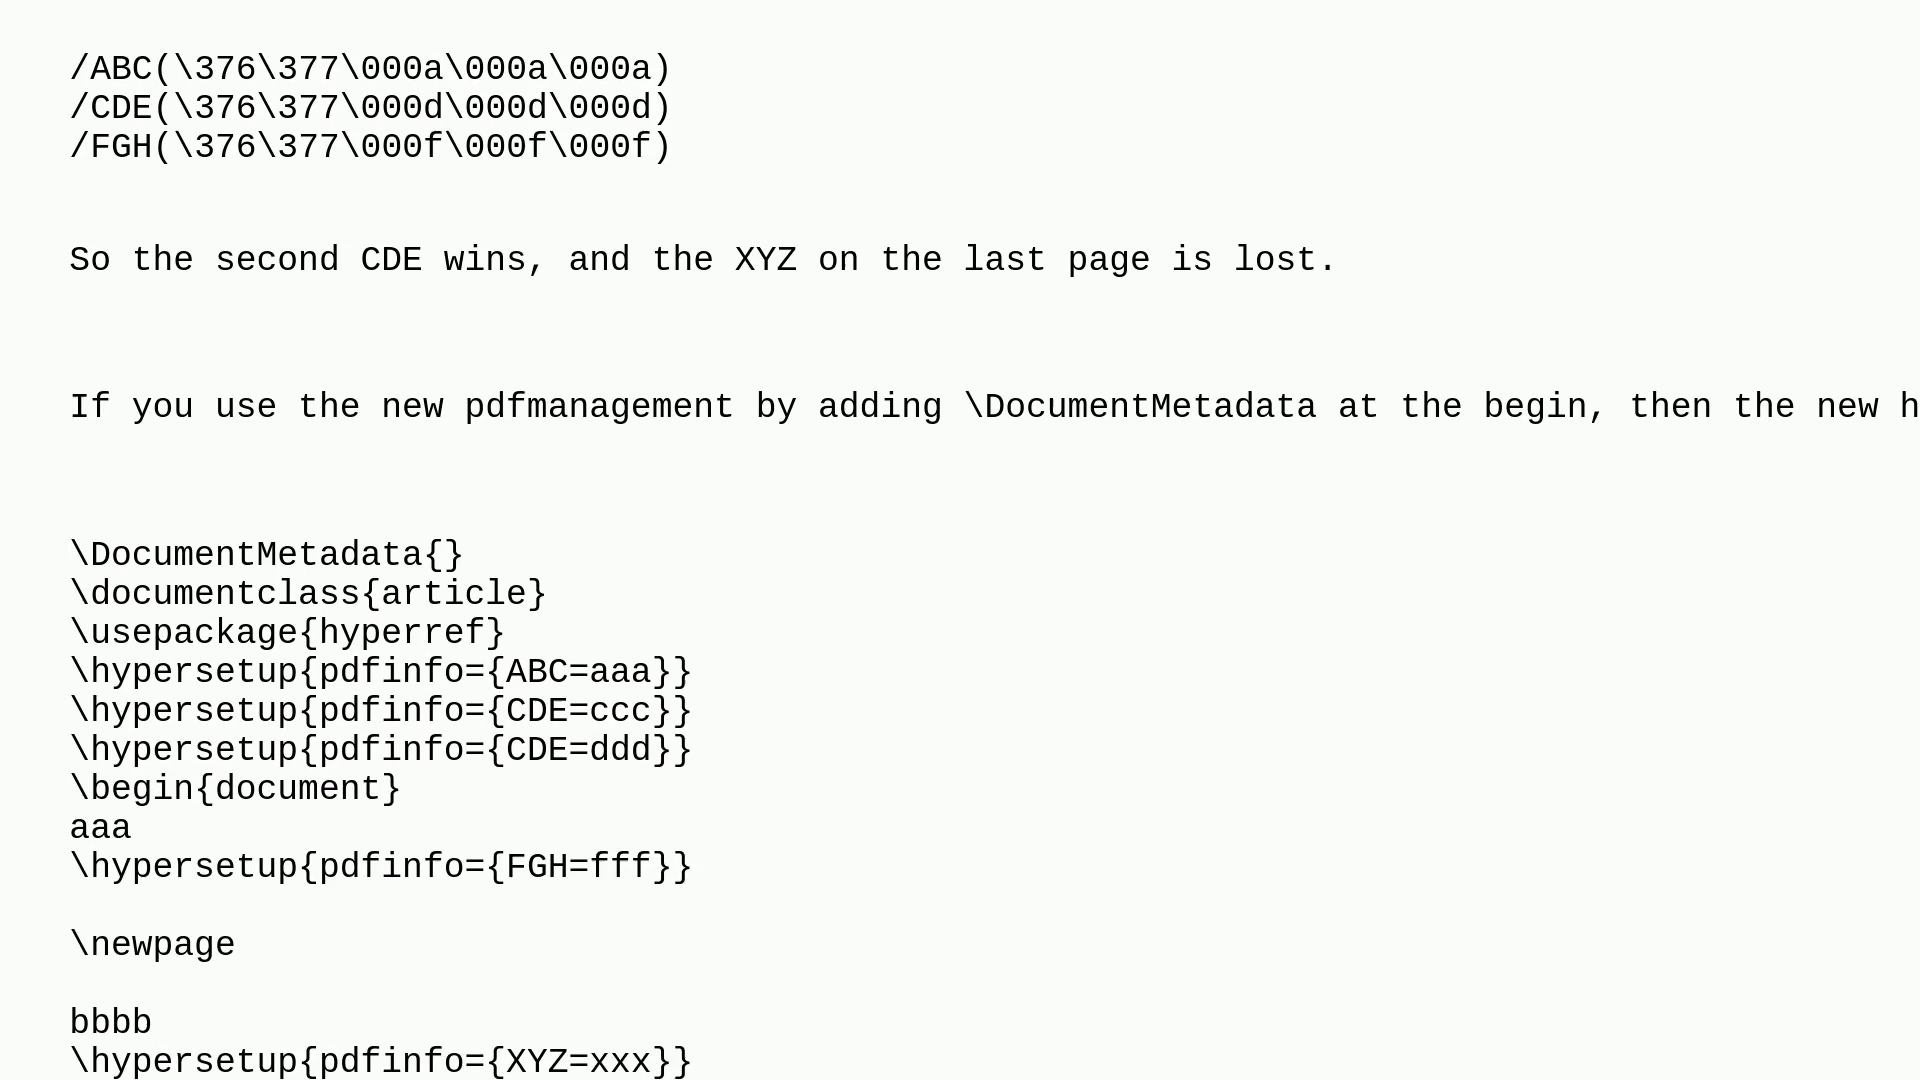 /ABC(\376\377\000a\000a\000a)
/CDE(\376\377\000d\000d\000d)
/FGH(\376\377\000f\000f\000f)
So the second CDE wins, and the XYZ on the last page is lost.
If you use the new pdfmanagement by adding \DocumentMetadata at the begin, then the new h
\DocumentMetadata{}
\documentclass{article}
\usepackage{hyperref}
\hypersetup{pdfinfo={ABC=aaa}}
\hypersetup{pdfinfo={CDE=ccc}}
\hypersetup{pdfinfo={CDE=ddd}}
\begin{document}
aaa
\hypersetup{pdfinfo={FGH=fff}}
\newpage
bbbb
\hypersetup{pdfinfo={XYZ=xxx}}